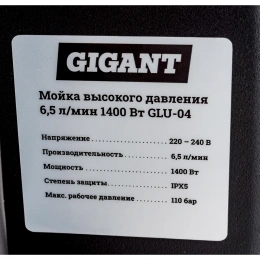 GIGANT
Мойка высокого давления
6,5 л/мин 1400 Вт GLU-04
Напряжение 220 – 240 В
Производительность 6,5 л/мин
Мощность 1400 Вт
Степень защиты IPX5
Макс. рабочее давление 110 бар